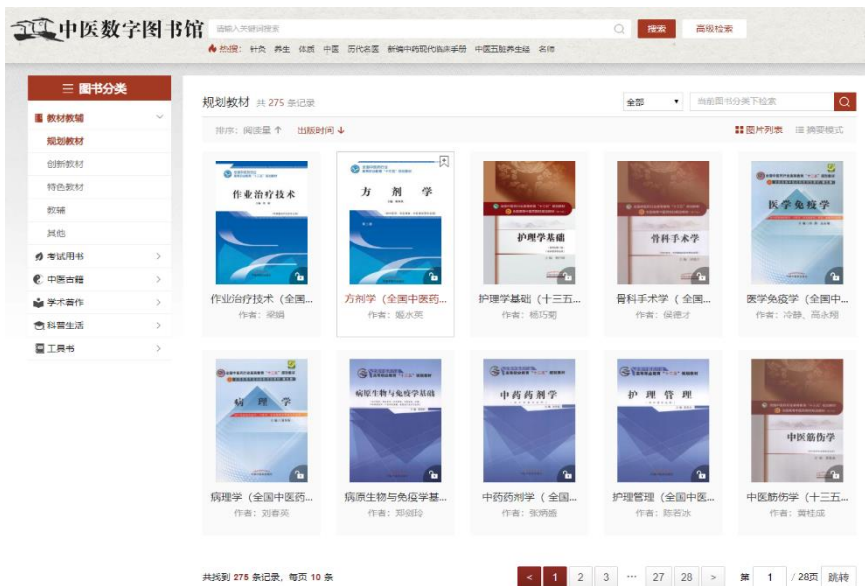 中医数字图书馆
请输入关键词搜索
搜索
高级检索
热搜: 针灸 养生 体质 中医 历代名医 新编中药现代临床手册 中医五脏养生经 名师
三 图书分类
规划教材 共 275 条记录
全部
当前图书分类下检索
教材教辅
排序: 阅读量 出版时间
图片列表
摘要模式
规划教材
创新教材
特色教材
教辅
其他
考试用书
中医古籍
学术著作
科普生活
工具书
作业治疗技术
方剂学
护理学基础
骨科手术学
医学免疫学
作业治疗技术(全国...
方剂学(全国中医药...
护理学基础(十三五...
骨科手术学( 全国...
医学免疫学(全国中...
作者: 梁娟
作者: 姬水英
作者: 杨巧菊
作者: 侯德才
作者: 冷静、高永翔
病理学
病原生物与免疫学基础
中药药剂学
护理管理
中医筋伤学
病理学(全国中医药...
病原生物与免疫学基...
中药药剂学( 全国...
护理管理(全国中医...
中医筋伤学(十三五...
作者: 刘春英
作者: 郑剑玲
作者: 张炳盛
作者: 陈若冰
作者: 黄桂成
共找到 275 条记录, 每页 10 条
< 1 2 3 ... 27 28 > 第 1 / 28页 跳转